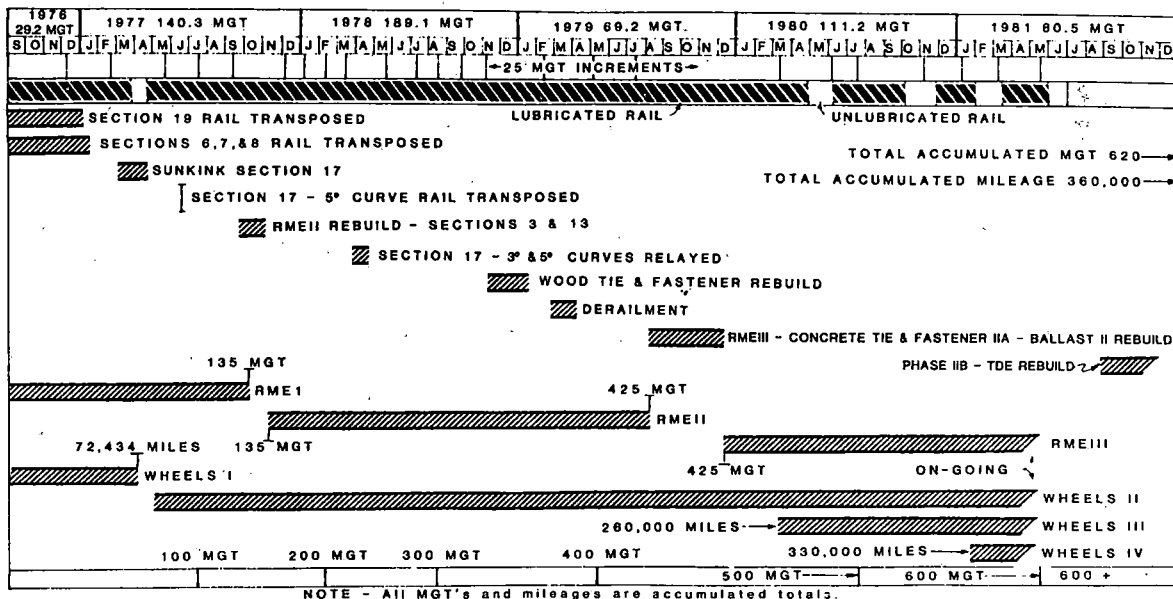 1976 1977 140.3 MGT 1978 189.1 MGT 1979 69.2 MGT. 1980 111.2 MGT 1981 80.5 MGT
29.2 MGT
S O N D J F M A M J J A S O N D J F M A M J J A S O N D J F M A M J J A S O N D J F M A M J J A S O N D J F M A M J J A S O N D
25 MGT INCREMENTS
LUBRICATED RAIL UNLUBRICATED RAIL
SECTION 19 RAIL TRANSPOSED
SECTIONS 6,7,&8 RAIL TRANSPOSED
TOTAL ACCUMULATED MGT 620
SUNKINK SECTION 17
TOTAL ACCUMULATED MILEAGE 360,000
SECTION 17 - 5° CURVE RAIL TRANSPOSED
RMEII REBUILD - SECTIONS 3 & 13
SECTION 17 - 3° & 5° CURVES RELAYED
WOOD TIE & FASTENER REBUILD
DERAILMENT
RMEIII - CONCRETE TIE & FASTENER IIA - BALLAST II REBUILD
PHASE IIB - TDE REBUILD
135 MGT
RME1
425 MGT
RMEII
72,434 MILES 135 MGT
RMEIII
425 MGT ON-GOING
WHEELS I
WHEELS II
260,000 MILES WHEELS III
330,000 MILES WHEELS IV
100 MGT 200 MGT 300 MGT 400 MGT
500 MGT 600 MGT 600 +
NOTE - All MGT's and mileages are accumulated totals.